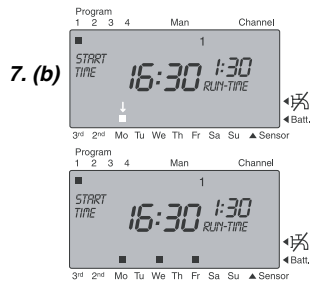 Program
1 2 3 4 Man Channel
1
START
TIME
16:30
1:30
RUN-TIME
7. (b)
Batt.
3rd 2nd Mo Tu We Th Fr Sa Su ▲ Sensor
Program
1 2 3 4 Man Channel
1
START
TIME
16:30
1:30
RUN-TIME
Batt.
3rd 2nd Mo Tu We Th Fr Sa Su ▲ Sensor